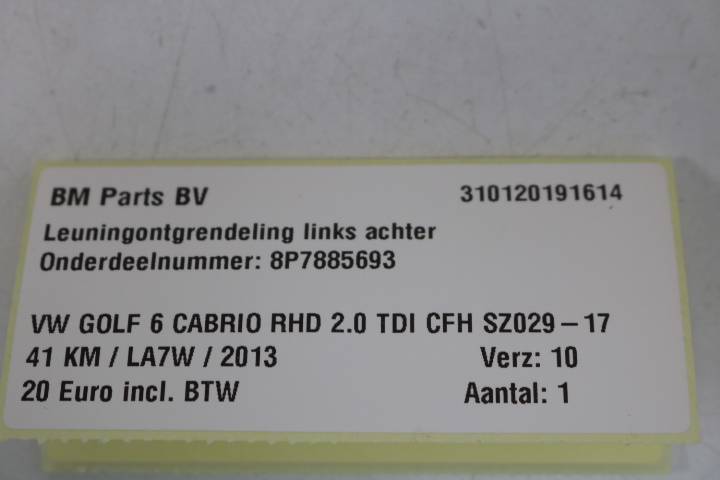 BM Parts BV 310120191614
Leuningontgrendeling links achter
Onderdeelnummer: 8P7885693
VW GOLF 6 CABRIO RHD 2.0 TDI CFH SZ029-17
41 KM / LA7W / 2013 Verz: 10
20 Euro incl. BTW Aantal: 1